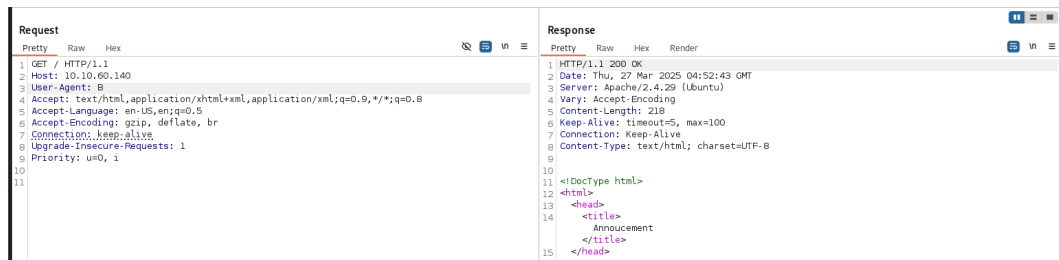 Request
Pretty Raw Hex \n
1 GET / HTTP/1.1
2 Host: 10.10.60.140
3 User-Agent: B
4 Accept: text/html,application/xhtml+xml,application/xml;q=0.9,*/*;q=0.8
5 Accept-Language: en-US,en;q=0.5
6 Accept-Encoding: gzip, deflate, br
7 Connection: keep-alive
8 Upgrade-Insecure-Requests: 1
9 Priority: u=0, i
10
11
Response
Pretty Raw Hex Render \n
1 HTTP/1.1 200 OK
2 Date: Thu, 27 Mar 2025 04:52:43 GMT
3 Server: Apache/2.4.29 (Ubuntu)
4 Vary: Accept-Encoding
5 Content-Length: 218
6 Keep-Alive: timeout=5, max=100
7 Connection: Keep-Alive
8 Content-Type: text/html; charset=UTF-8
9
10
11 <!DocType html>
12 <html>
13 <head>
14 <title>
Annoucement
</title>
15 </head>